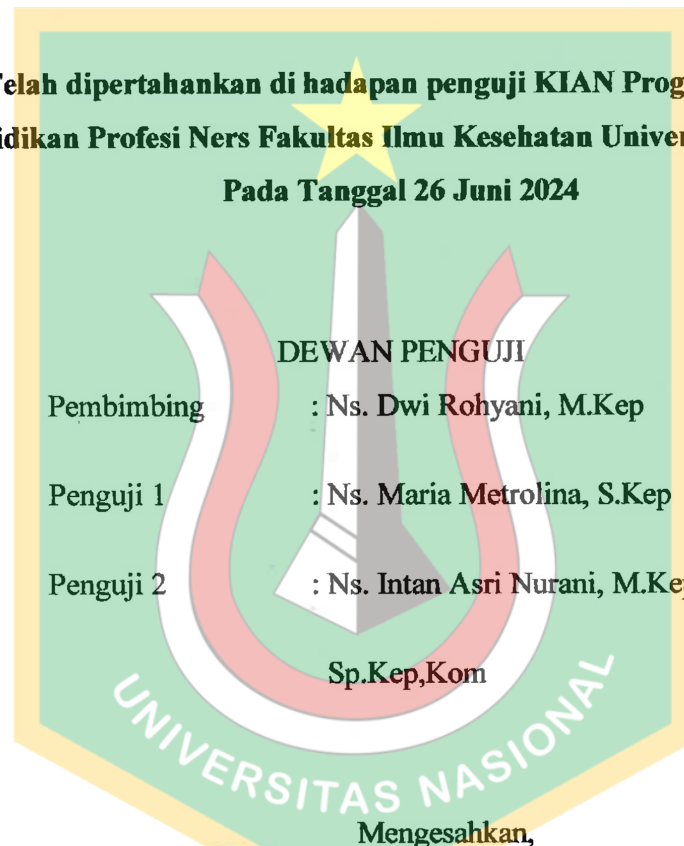 elah dipertahankan di hadapan penguji KIAN Prog
idikan Profesi Ners Fakultas Ilmu Kesehatan Univer
Pada Tanggal 26 Juni 2024
DEWAN PENGUJI
Pembimbing : Ns. Dwi Rohyani, M.Kep
Penguji 1 : Ns. Maria Metrolina, S.Kep
Penguji 2 : Ns. Intan Asri Nurani, M.Kep
Sp.Kep,Kom
UNIVERSITAS NASIONAL
Mengesahkan,